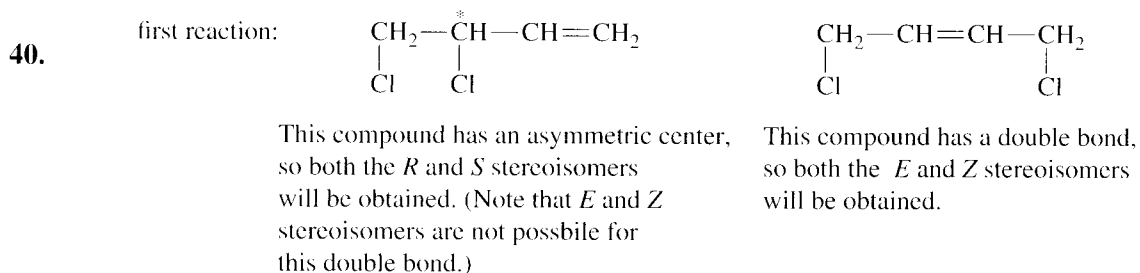 40.
first reaction:
*
CH₂—CH—CH=CH₂
Cl Cl
CH₂—CH=CH—CH₂
Cl Cl
This compound has an asymmetric center,
so both the R and S stereoisomers
will be obtained. (Note that E and Z
stereoisomers are not possbile for
this double bond.)
This compound has a double bond,
so both the E and Z stereoisomers
will be obtained.